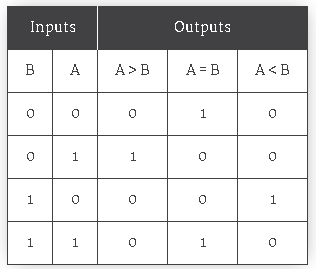 Inputs Outputs
B A A > B A = B A < B
0 0 0 1 0
0 1 1 0 0
1 0 0 0 1
1 1 0 1 0